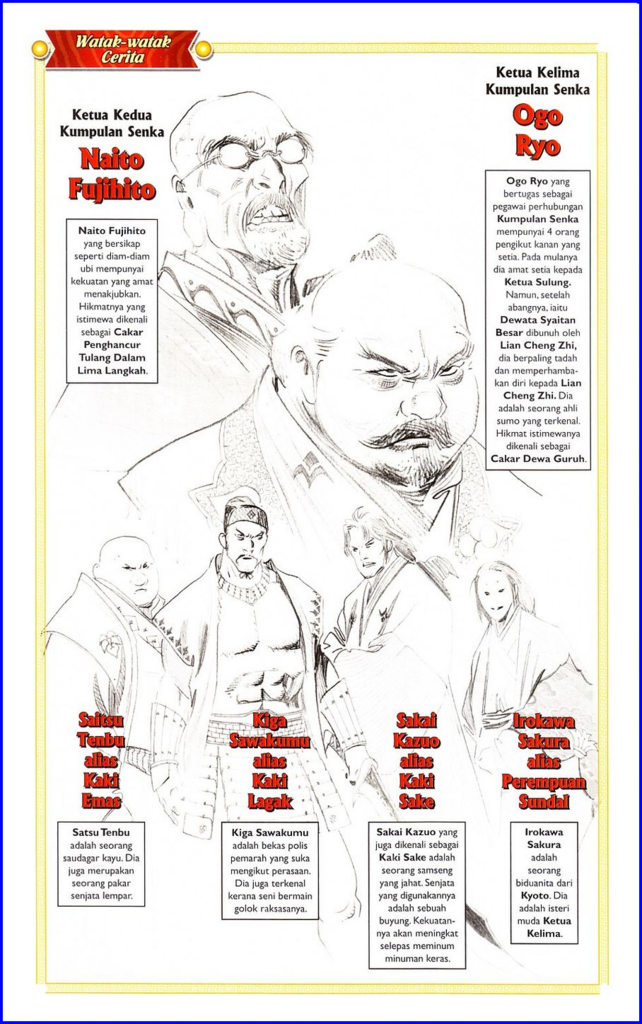 Watak-watak
Cerita
Ketua Kedua
Kumpulan Senka
Naito
Fujihito
Naito Fujihito
yang bersikap
seperti diam-diam
ubi mempunyai
kekuatan yang amat
menakjubkan.
Hikmatnya yang
istimewa dikenali
sebagai Cakar
Penghancur
Tulang Dalam
Lima Langkah.
Ketua Kelima
Kumpulan Senka
Ogo
Ryo
Ogo Ryo yang
bertugas sebagai
pegawai perhubungan
Kumpulan Senka
mempunyai 4 orang
pengikut kanan yang
setia. Pada mulanya
dia amat setia kepada
Ketua Sulung.
Namun, setelah
abangnya, iaitu
Dewata Syaitan
Besar dibunuh oleh
Lian Cheng Zhi,
dia berpaling tadah
dan memperhamba-
kan diri kepada Lian
Cheng Zhi. Dia
adalah seorang ahli
sumo yang terkenal.
Hikmat istimewanya
dikenali sebagai
Cakar Dewa Guruh.
Saitsu
Tenbu
alias
Kaki
Emas
Satsu Tenbu
adalah seorang
saudagar kayu. Dia
juga merupakan
seorang pakar
senjata lempar.
Kiga
Sawakumu
alias
Kaki
Lagak
Kiga Sawakumu
adalah bekas polis
pemarah yang suka
mengikut perasaan.
Dia juga terkenal
kerana seni bermain
golok raksasanya.
Sakai
Kazuo
alias
Kaki
Sake
Sakai Kazuo yang
juga dikenali sebagai
Kaki Sake adalah
seorang samseng
yang jahat. Senjata
yang digunakannya
adalah sebuah
buyung. Kekuatan-
nya akan meningkat
selepas meminum
minuman keras.
Irokawa
Sakura
alias
Perempuan
Sundal
Irokawa
Sakura
adalah
seorang
biduanita dari
Kyoto. Dia
adalah isteri
muda Ketua
Kelima.